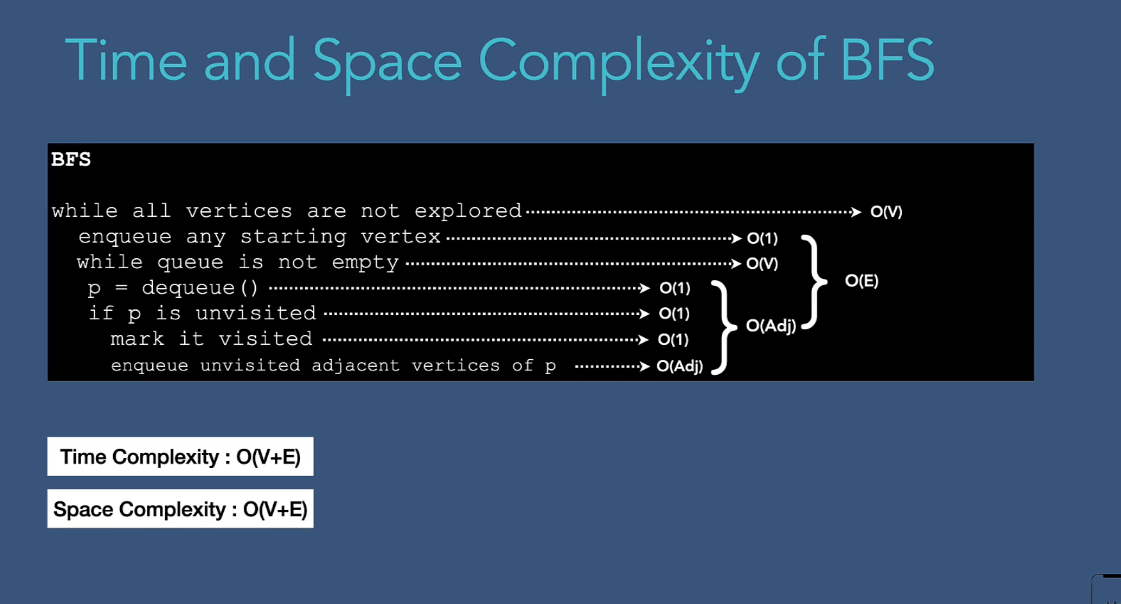 Time and Space Complexity of BFS
BFS
while all vertices are not explored O(V)
enqueue any starting vertex O(1)
while queue is not empty O(V)
O(E)
p = dequeue() O(1)
if p is unvisited O(1)
O(Adj)
mark it visited O(1)
enqueue unvisited adjacent vertices of p O(Adj)
Time Complexity : O(V+E)
Space Complexity : O(V+E)